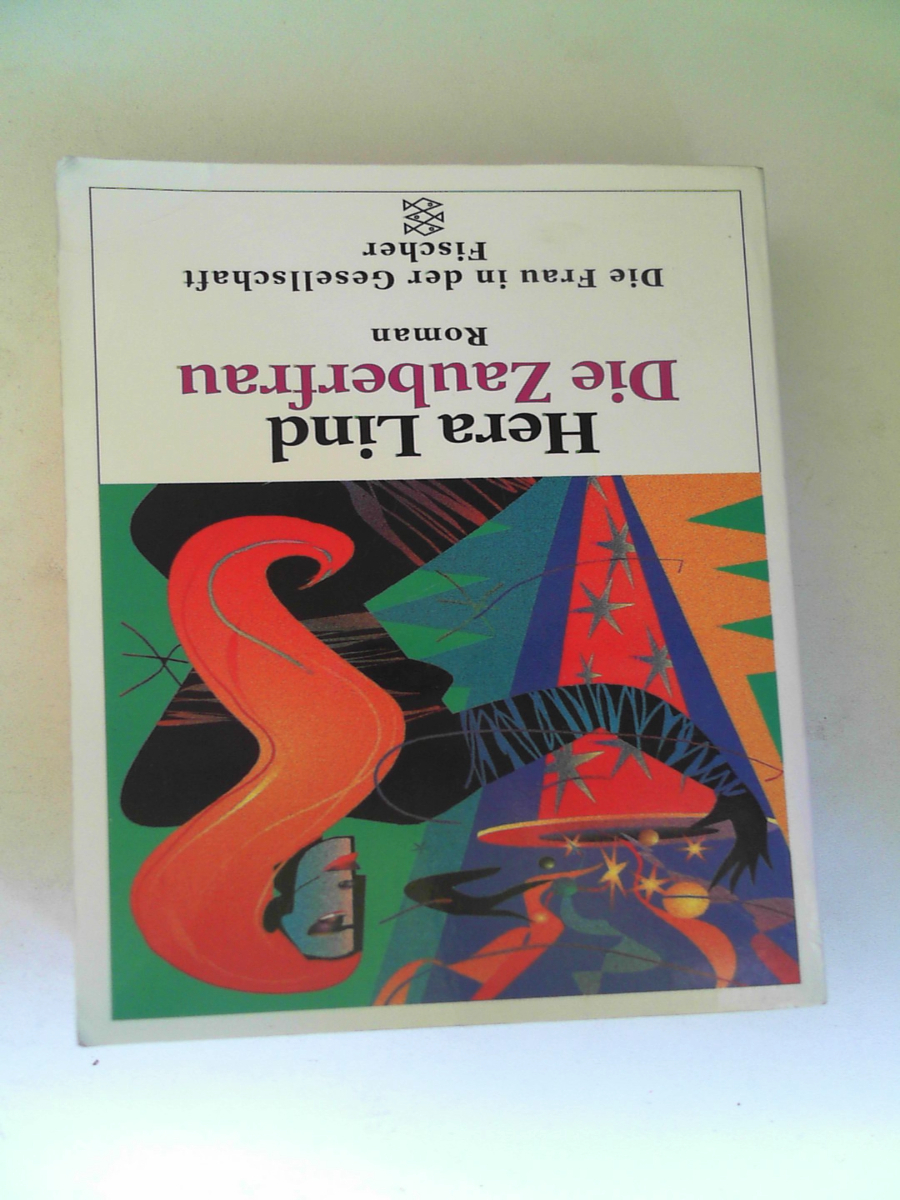 Hera Lind
Die Zauberfrau
Roman
Die Frau in der Gesellschaft
Fischer